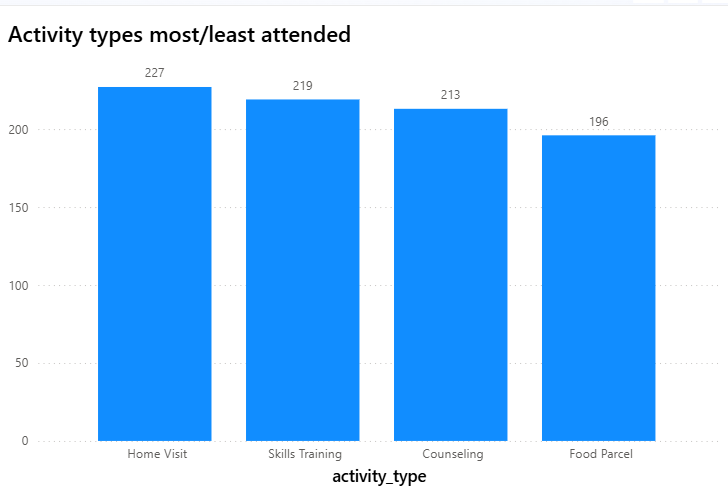 Activity types most/least attended
227
219
213
196
200
150
100
50
0
Home Visit
Skills Training
Counseling
Food Parcel
activity_type